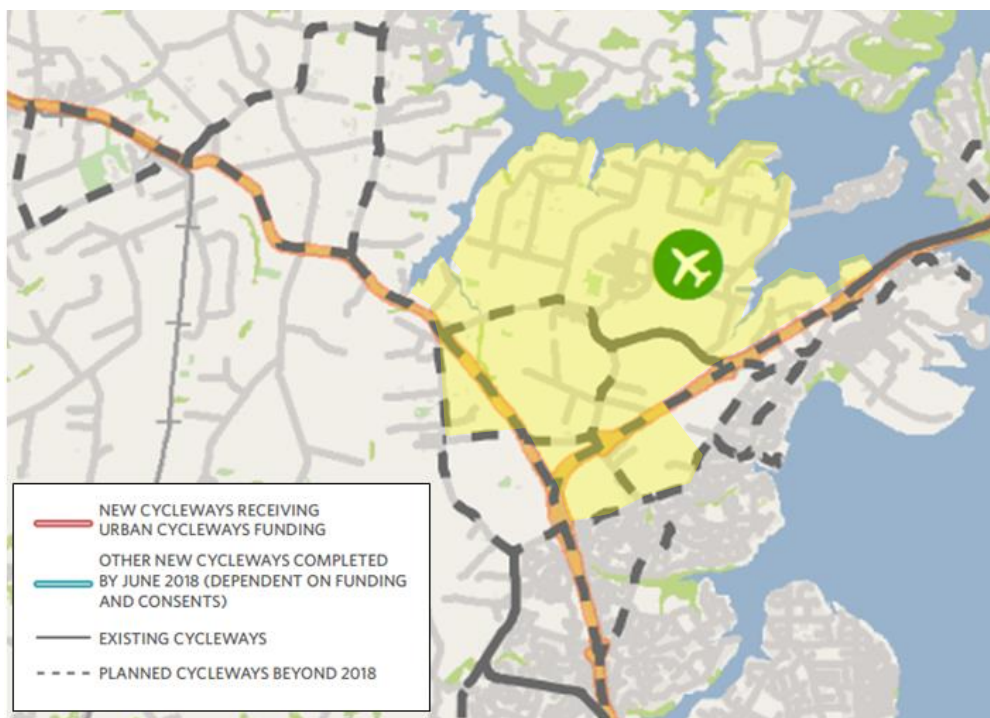 NEW CYCLEWAYS RECEIVING
URBAN CYCLEWAYS FUNDING
OTHER NEW CYCLEWAYS COMPLETED
BY JUNE 2018 (DEPENDENT ON FUNDING
AND CONSENTS)
EXISTING CYCLEWAYS
PLANNED CYCLEWAYS BEYOND 2018